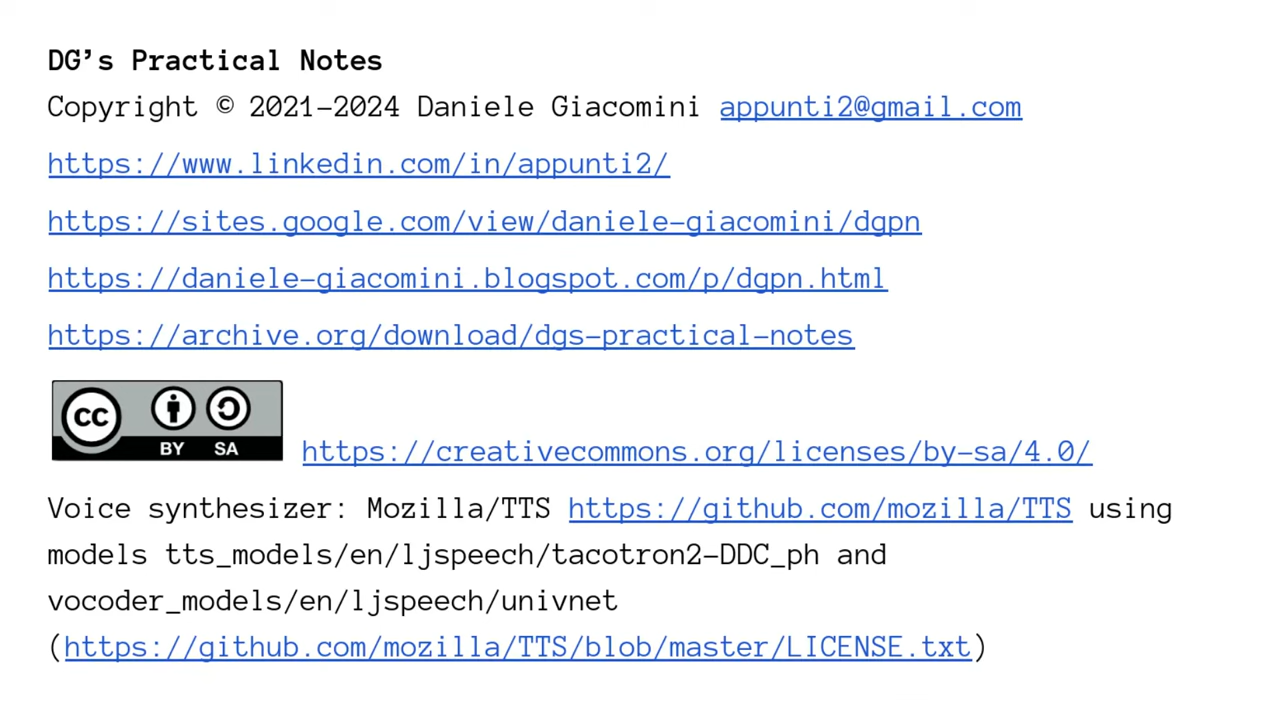 DG’s Practical Notes
Copyright © 2021-2024 Daniele Giacomini appunti2@gmail.com
https://www.linkedin.com/in/appunti2/
https://sites.google.com/view/daniele-giacomini/dgpn
https://daniele-giacomini.blogspot.com/p/dgpn.html
https://archive.org/download/dgs-practical-notes
CC BY SA https://creativecommons.org/licenses/by-sa/4.0/
Voice synthesizer: Mozilla/TTS https://github.com/mozilla/TTS using
models tts_models/en/ljspeech/tacotron2-DDC_ph and
vocoder_models/en/ljspeech/univnet
(https://github.com/mozilla/TTS/blob/master/LICENSE.txt)